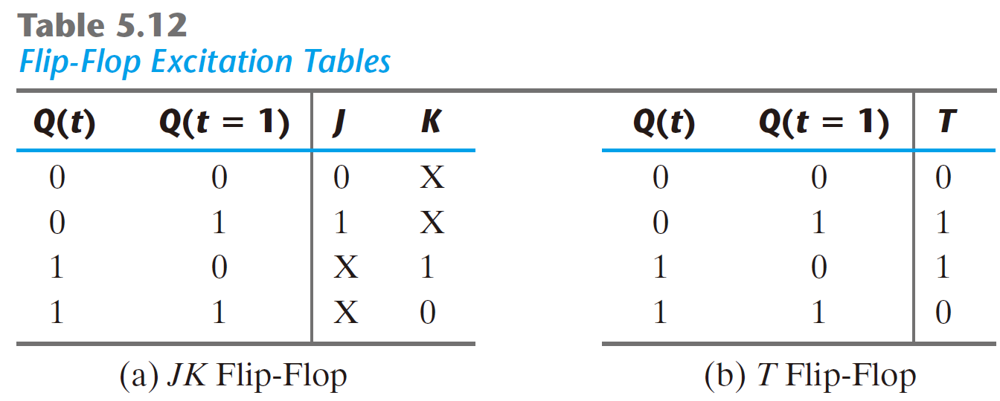 Table 5.12
Flip-Flop Excitation Tables
Q(t) Q(t = 1) J K Q(t) Q(t = 1) T
0 0 0 X 0 0 0
0 1 1 X 0 1 1
1 0 X 1 1 0 1
1 1 X 0 1 1 0
(a) JK Flip-Flop (b) T Flip-Flop